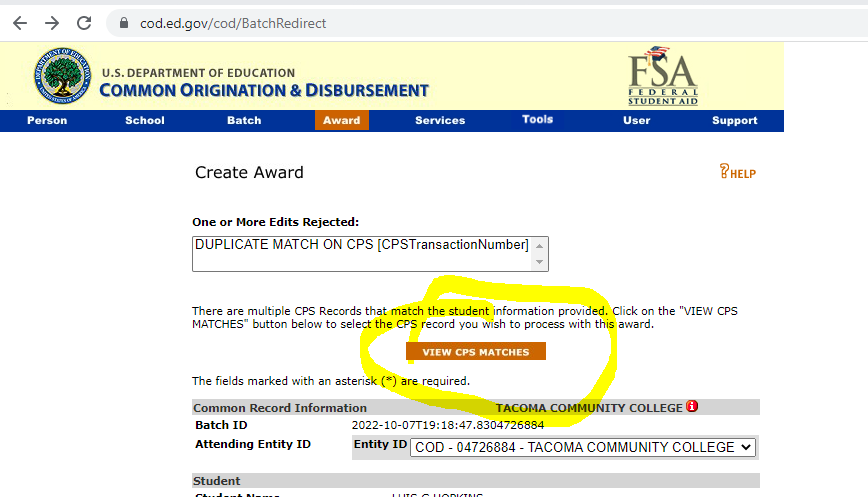 cod.ed.gov/cod/BatchRedirect
U.S. DEPARTMENT OF EDUCATION
COMMON ORIGINATION & DISBURSEMENT
FSA
FEDERAL
STUDENT AID
Person School Batch Award Services Tools User Support
Create Award
?HELP
One or More Edits Rejected:
DUPLICATE MATCH ON CPS [CPSTransactionNumber]
There are multiple CPS Records that match the student information provided. Click on the "VIEW CPS
MATCHES" button below to select the CPS record you wish to process with this award.
VIEW CPS MATCHES
The fields marked with an asterisk (*) are required.
Common Record Information TACOMA COMMUNITY COLLEGE
Batch ID 2022-10-07T19:18:47.8304726884
Attending Entity ID Entity ID COD - 04726884 - TACOMA COMMUNITY COLLEGE
Student
Student Name LUIS G HOPKINS